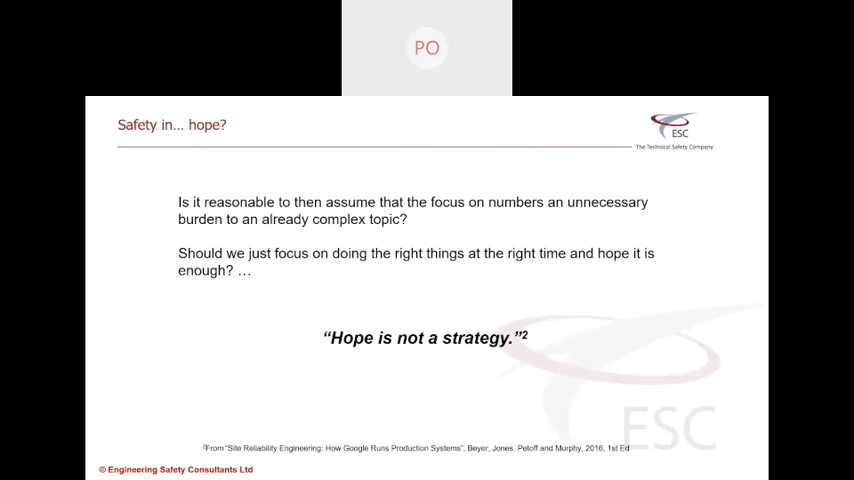 PO
Safety in... hope?
ESC
The Technical Safety Company
Is it reasonable to then assume that the focus on numbers an unnecessary
burden to an already complex topic?
Should we just focus on doing the right things at the right time and hope it is
enough? …
“Hope is not a strategy.”2
ESC
2From “Site Reliability Engineering: How Google Runs Production Systems”, Beyer, Jones. Petoff and Murphy, 2016, 1st Ed
© Engineering Safety Consultants Ltd